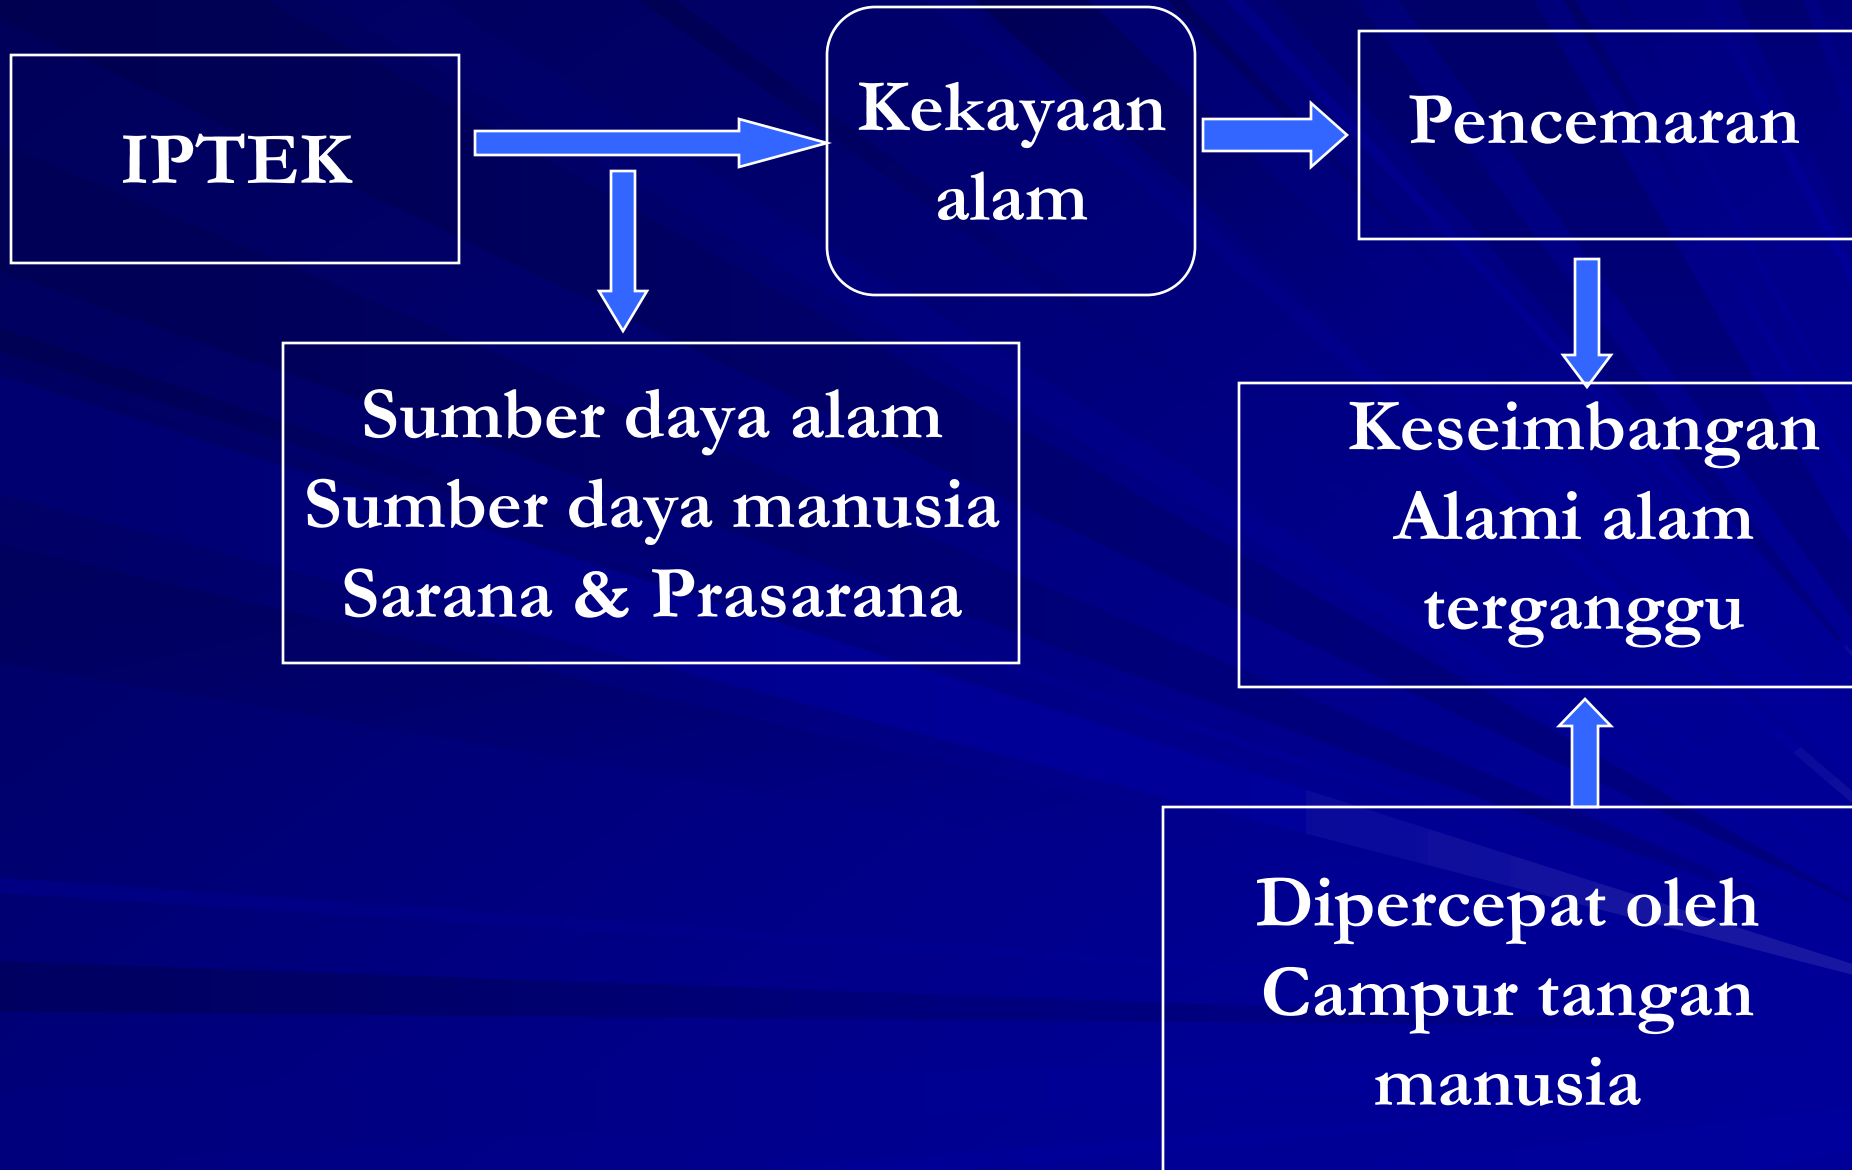 IPTEK
Kekayaan
alam
Pencemaran
Sumber daya alam
Sumber daya manusia
Sarana & Prasarana
Keseimbangan
Alami alam
terganggu
Dipercepat oleh
Campur tangan
manusia